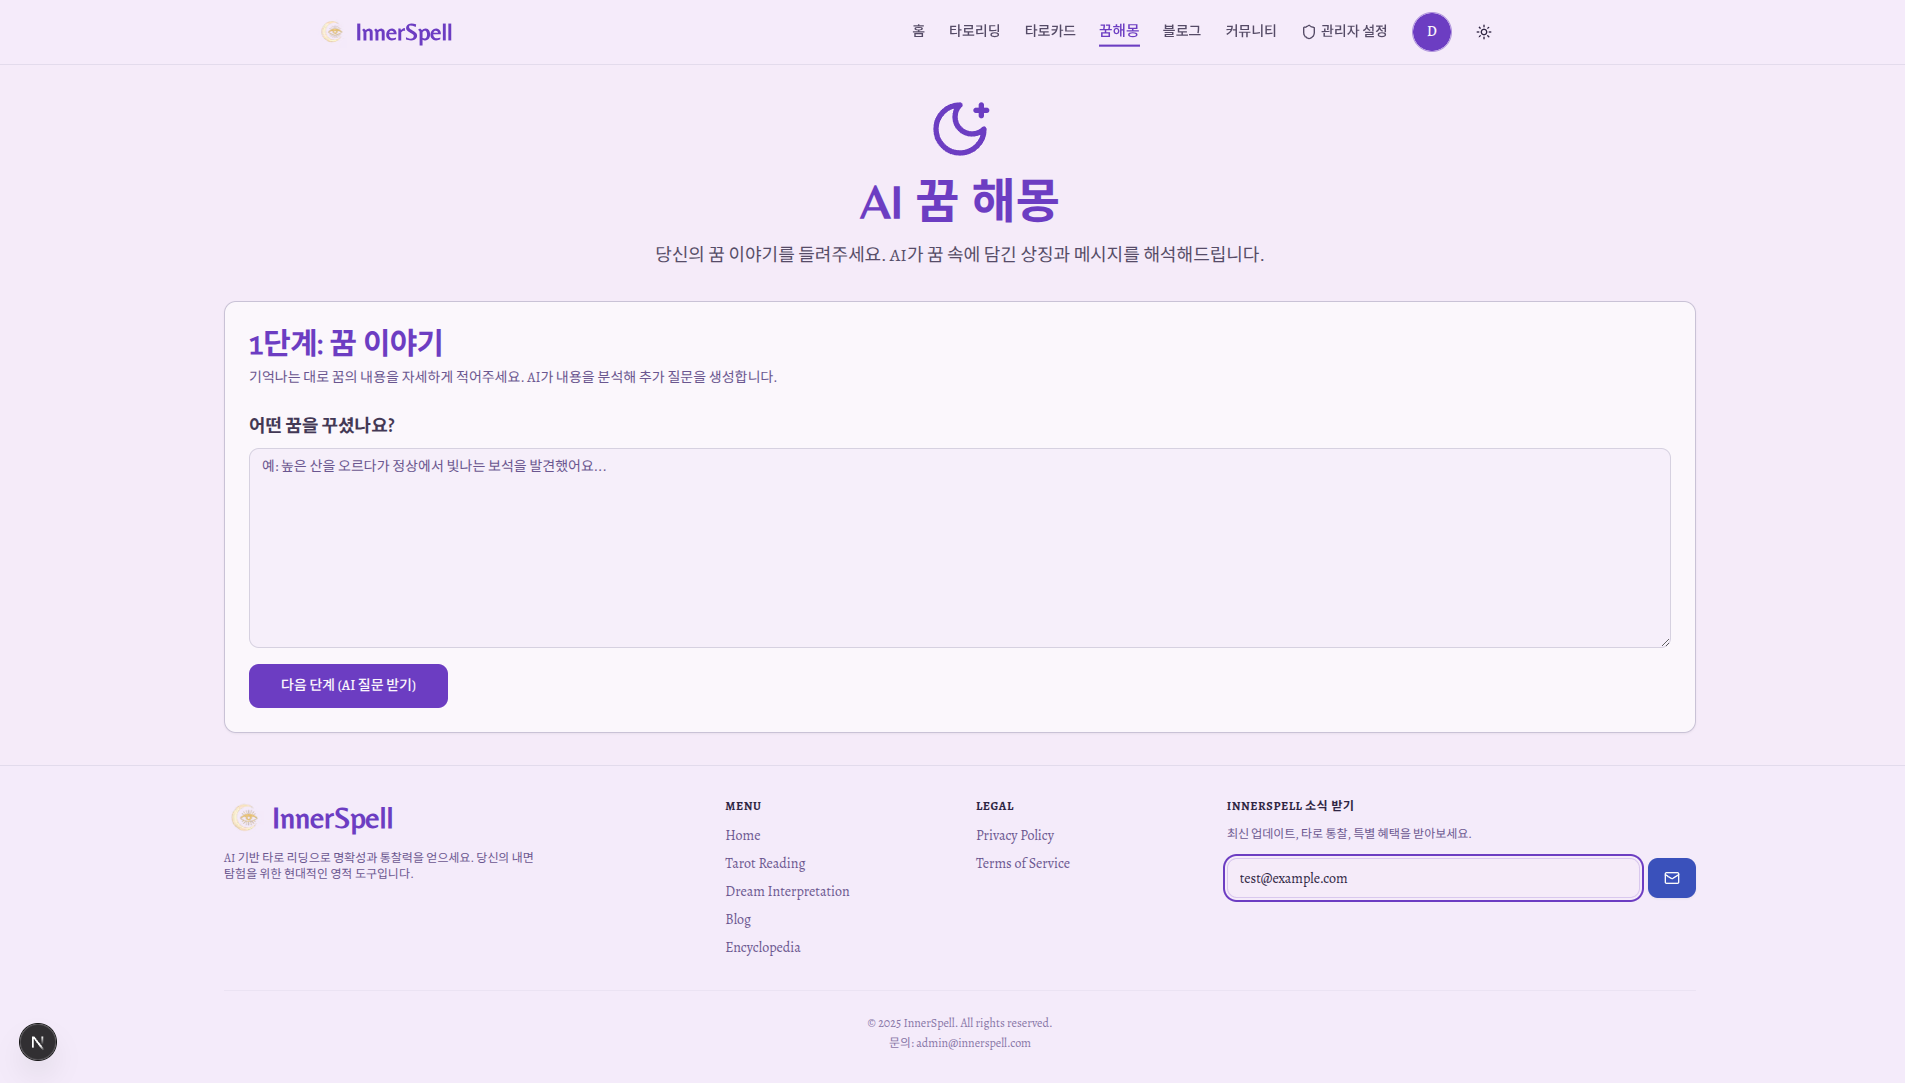 InnerSpell
홈 타로리딩 타로카드 꿈해몽 블로그 커뮤니티 관리자 설정 D
AI 꿈 해몽
당신의 꿈 이야기를 들려주세요. AI가 꿈 속에 담긴 상징과 메시지를 해석해드립니다.
1단계: 꿈 이야기
기억나는 대로 꿈의 내용을 자세하게 적어주세요. AI가 내용을 분석해 추가 질문을 생성합니다.
어떤 꿈을 꾸셨나요?
예: 높은 산을 오르다가 정상에서 빛나는 보석을 발견했어요...
다음 단계 (AI 질문 받기)
InnerSpell
AI 기반 타로 리딩으로 명확성과 통찰력을 얻으세요. 당신의 내면
탐험을 위한 현대적인 영적 도구입니다.
MENU
Home
Tarot Reading
Dream Interpretation
Blog
Encyclopedia
LEGAL
Privacy Policy
Terms of Service
INNERSPELL 소식 받기
최신 업데이트, 타로 통찰, 특별 혜택을 받아보세요.
test@example.com
© 2025 InnerSpell. All rights reserved.
문의: admin@innerspell.com
N